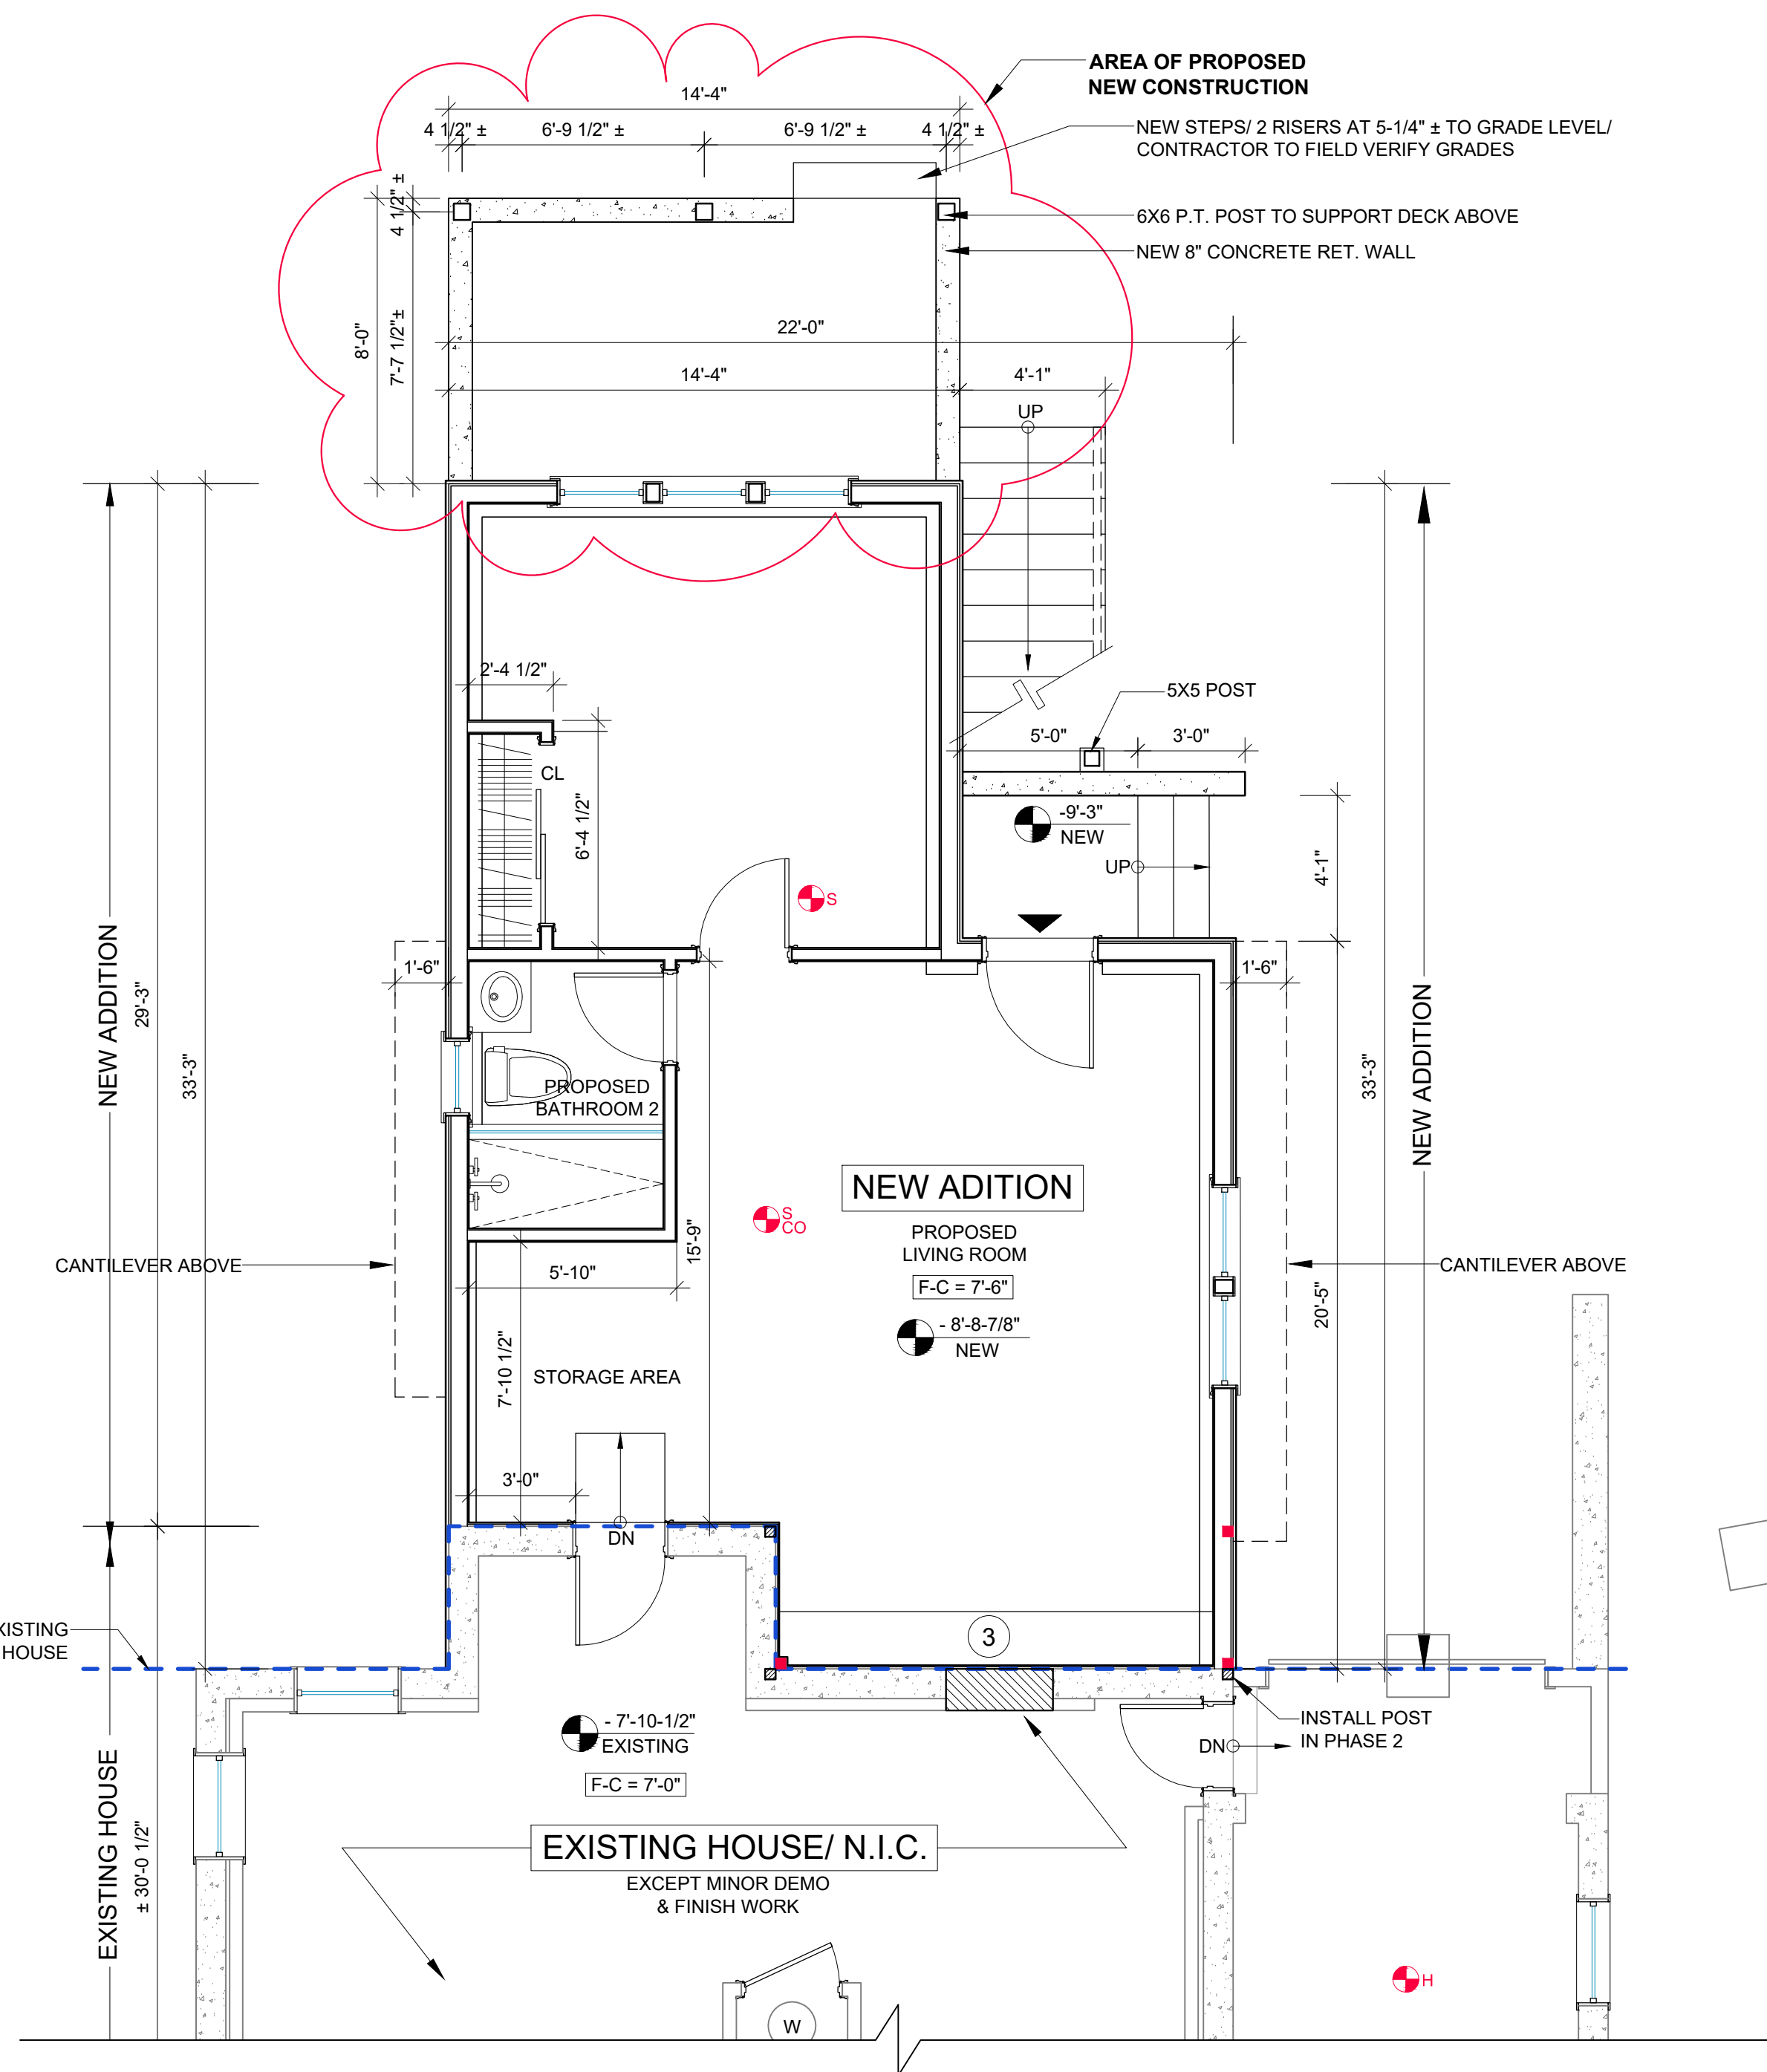 AREA OF PROPOSED
NEW CONSTRUCTION
14'-4"
4 1/2" ±
6'-9 1/2" ±
6'-9 1/2" ±
4 1/2" ±
NEW STEPS/ 2 RISERS AT 5-1/4" ± TO GRADE LEVEL/
CONTRACTOR TO FIELD VERIFY GRADES
4 1/2" ±
6X6 P.T. POST TO SUPPORT DECK ABOVE
NEW 8" CONCRETE RET. WALL
8'-0"
7'-7 1/2"±
22'-0"
14'-4"
4'-1"
UP
2'-4 1/2"
5X5 POST
5'-0"
3'-0"
CL
6'-4 1/2"
-9'-3"
NEW
UP
4'-1"
S
NEW ADDITION
29'-3"
33'-3"
1'-6"
1'-6"
33'-3"
NEW ADDITION
PROPOSED
BATHROOM 2
NEW ADITION
S
CO
15'-9"
PROPOSED
LIVING ROOM
F-C = 7'-6"
- 8'-8-7/8"
NEW
CANTILEVER ABOVE
CANTILEVER ABOVE
5'-10"
20'-5"
7'-10 1/2"
STORAGE AREA
3'-0"
DN
3
XISTING
HOUSE
- 7'-10-1/2"
EXISTING
F-C = 7'-0"
INSTALL POST
IN PHASE 2
DN
EXISTING HOUSE
± 30'-0 1/2"
EXISTING HOUSE/ N.I.C.
EXCEPT MINOR DEMO
& FINISH WORK
H
W